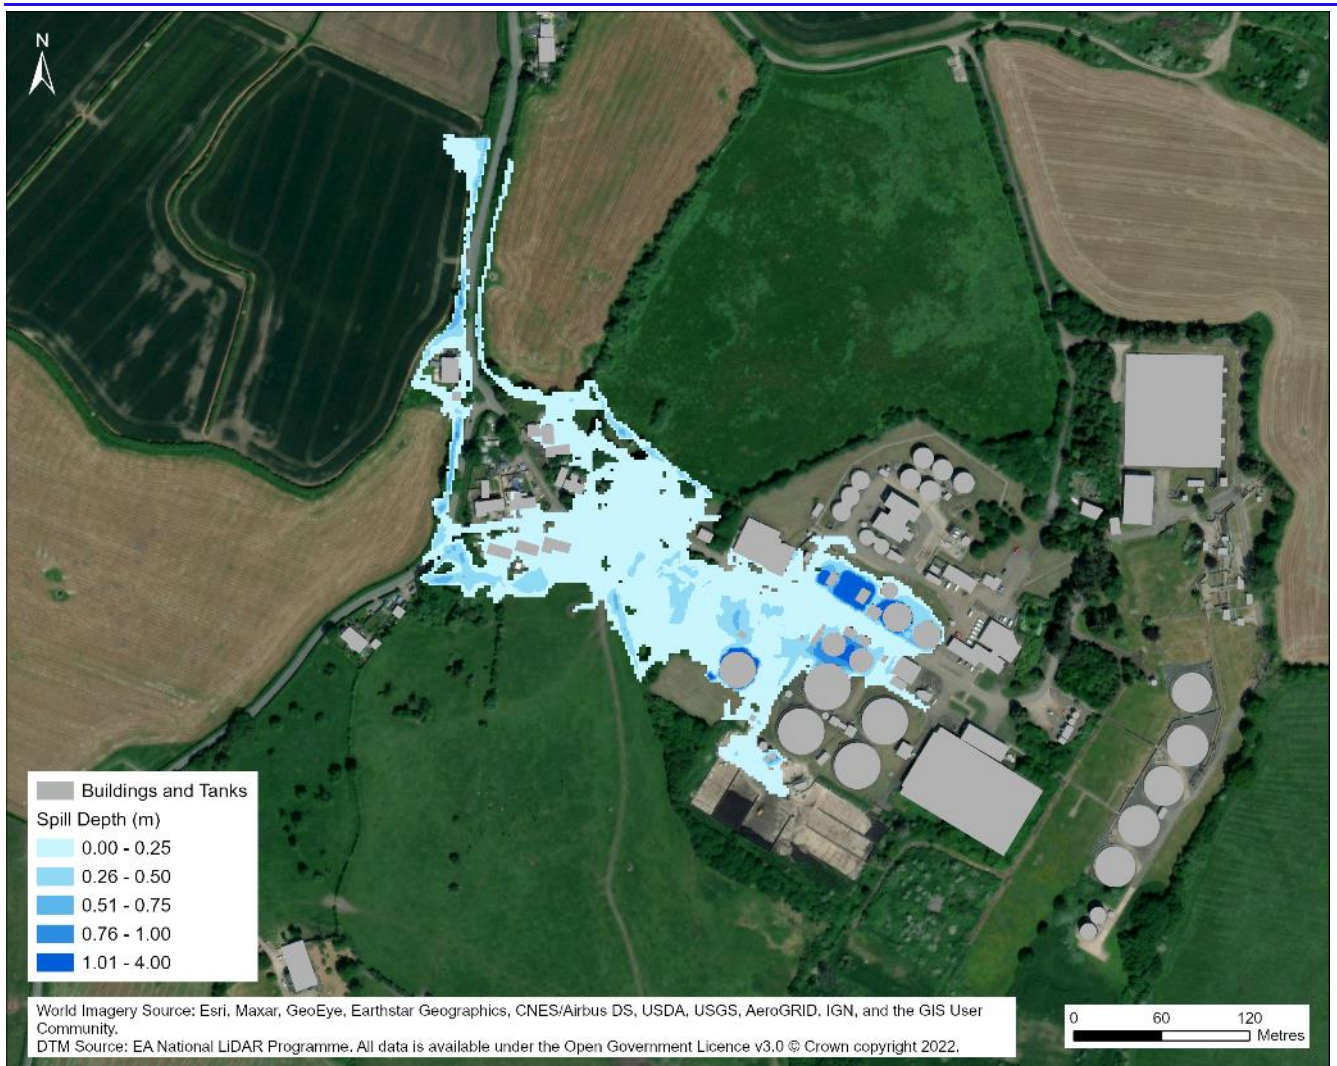 N
Buildings and Tanks
Spill Depth (m)
0.00 - 0.25
0.26 - 0.50
0.51 - 0.75
0.76 - 1.00
1.01 - 4.00
World Imagery Source: Esri, Maxar, GeoEye, Earthstar Geographics, CNES/Airbus DS, USDA, USGS, AeroGRID, IGN, and the GIS User
Community.
DTM Source: EA National LiDAR Programme. All data is available under the Open Government Licence v3.0 © Crown copyright 2022.
0 60 120
Metres